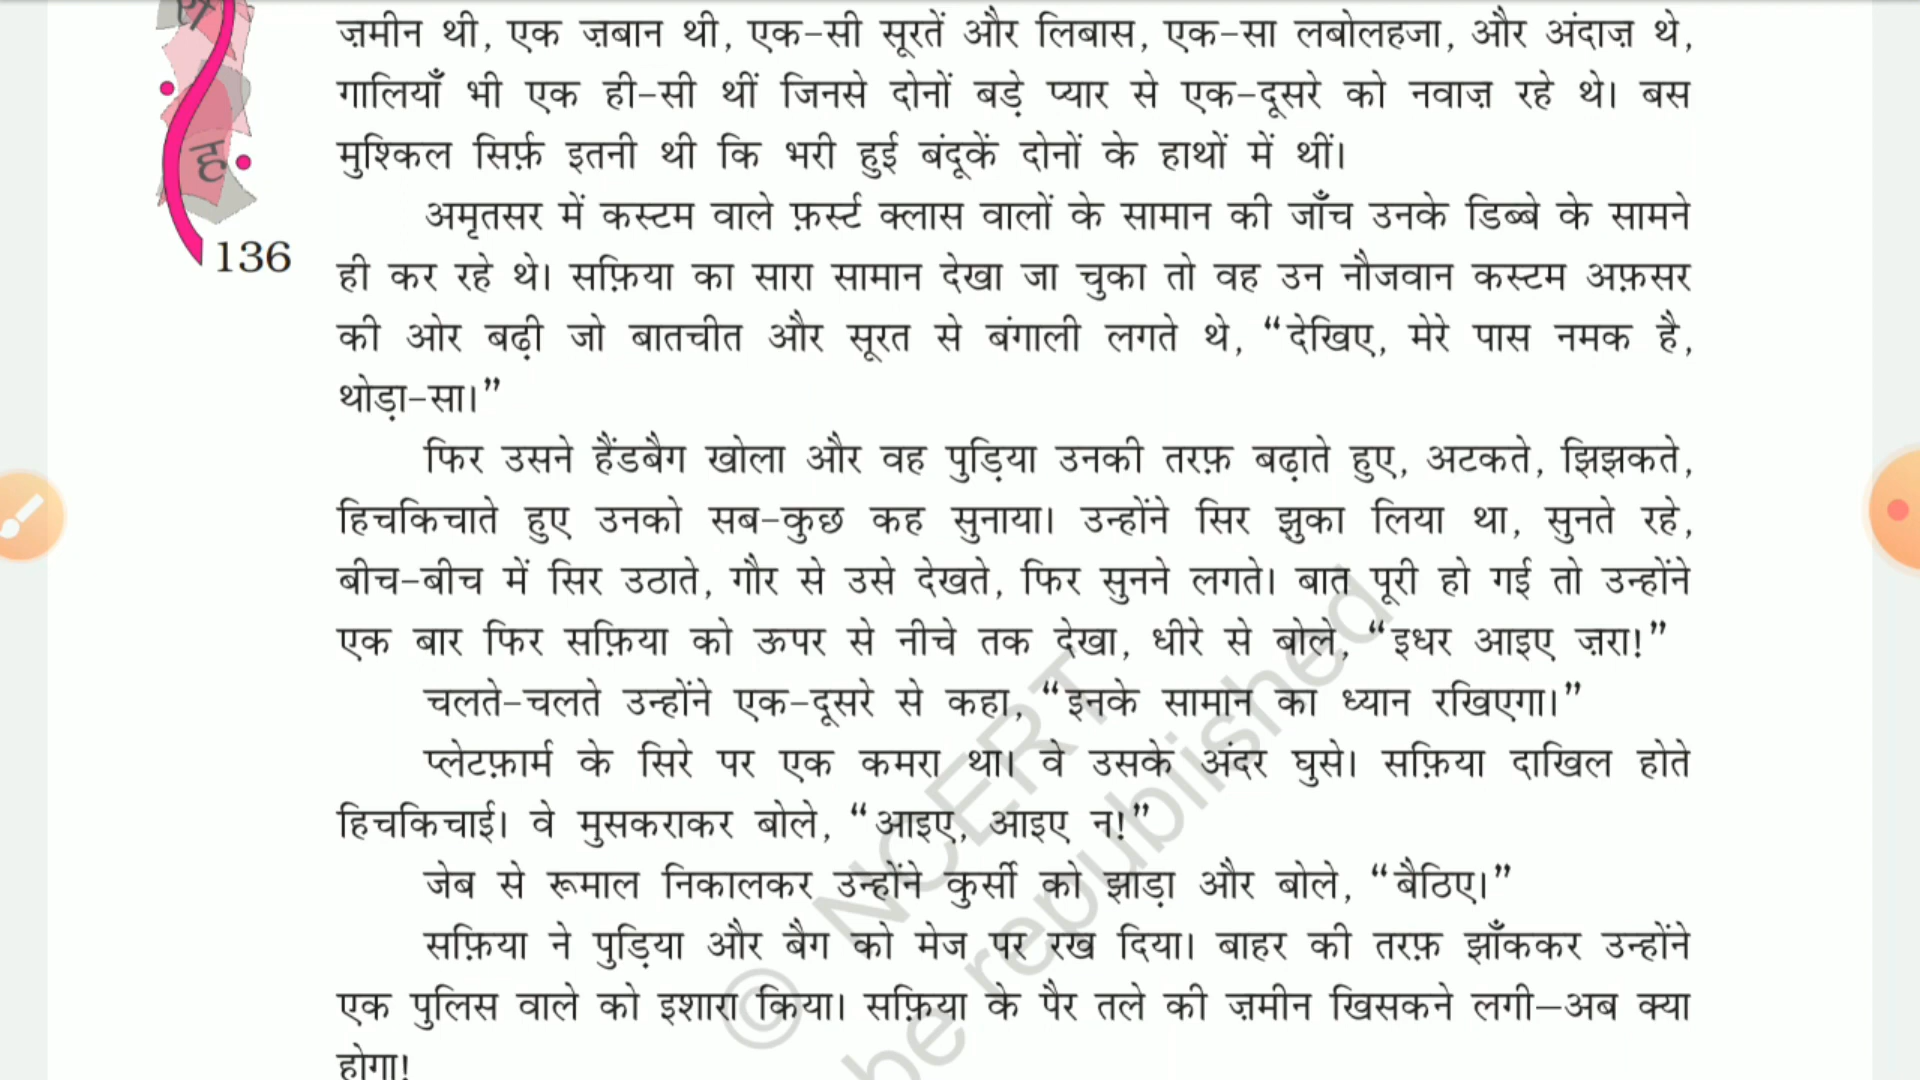 ज़मीन थी, एक ज़बान थी, एक-सी सूरतें और लिबास, एक-सा लबोलहजा, और अंदाज़ थे,
गालियाँ भी एक ही-सी थीं जिनसे दोनों बड़े प्यार से एक-दूसरे को नवाज़ रहे थे। बस
मुश्किल सिर्फ़ इतनी थी कि भरी हुई बंदूकें दोनों के हाथों में थीं।
ह
अमृतसर में कस्टम वाले फ़र्स्ट क्लास वालों के सामान की जाँच उनके डिब्बे के सामने
136
ही कर रहे थे। सफ़िया का सारा सामान देखा जा चुका तो वह उन नौजवान कस्टम अफ़सर
की ओर बढ़ी जो बातचीत और सूरत से बंगाली लगते थे, “देखिए, मेरे पास नमक है,
थोड़ा-सा।”
फिर उसने हैंडबैग खोला और वह पुड़िया उनकी तरफ़ बढ़ाते हुए, अटकते, झिझकते,
हिचकिचाते हुए उनको सब-कुछ कह सुनाया। उन्होंने सिर झुका लिया था, सुनते रहे,
बीच-बीच में सिर उठाते, गौर से उसे देखते, फिर सुनने लगते। बात पूरी हो गई तो उन्होंने
एक बार फिर सफ़िया को ऊपर से नीचे तक देखा, धीरे से बोले, “इधर आइए ज़रा!”
चलते-चलते उन्होंने एक-दूसरे से कहा, “इनके सामान का ध्यान रखिएगा।”
प्लेटफ़ार्म के सिरे पर एक कमरा था। वे उसके अंदर घुसे। सफ़िया दाखिल होते
हिचकिचाई। वे मुसकराकर बोले, “आइए, आइए न!”
जेब से रूमाल निकालकर उन्होंने कुर्सी को झाड़ा और बोले, “बैठिए।”
सफ़िया ने पुड़िया और बैग को मेज पर रख दिया। बाहर की तरफ़ झाँककर उन्होंने
एक पुलिस वाले को इशारा किया। सफ़िया के पैर तले की ज़मीन खिसकने लगी—अब क्या
होगा!
© NCERT
be republished